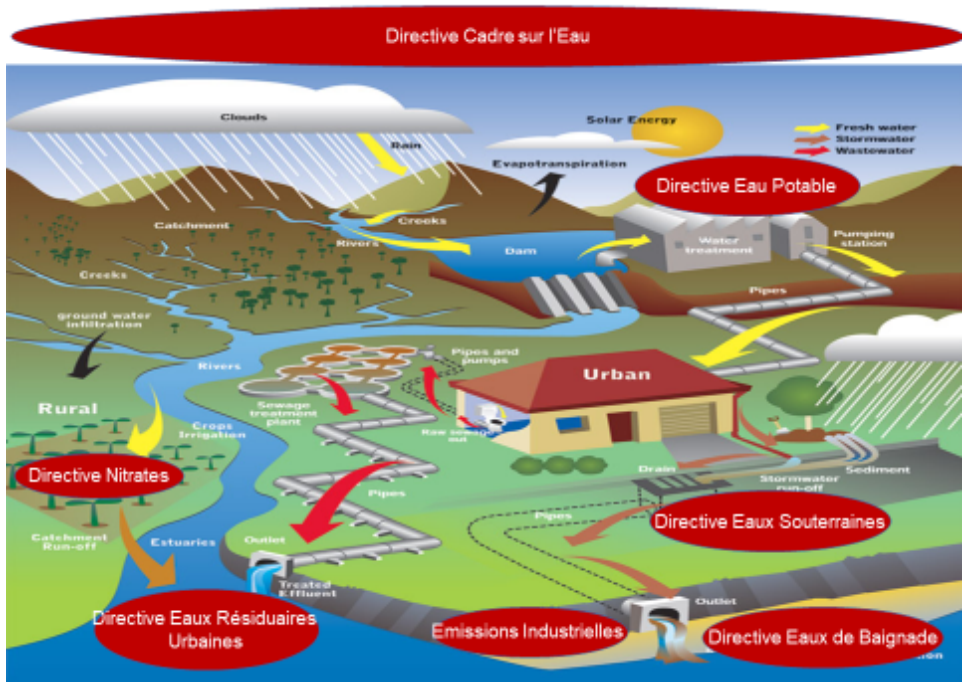 Directive Cadre sur l'Eau
Clouds
Solar Energy
Fresh water
Stormwater
Wastewater
Rain
Evapotranspiration
Directive Eau Potable
Catchment
Creeks
Rivers
Dam
Water
treatment
Pumping
station
Creeks
Pipes
ground water
infiltration
Rivers
Pipes and
pumps
Urban
Rural
Sewage
treatment
plant
Crops
Irrigation
Raw sewage
out
Directive Nitrates
Drain
Sediment
Stormwater
run-off
Pipes
Pipes
Directive Eaux Souterraines
Catchment
Run-off
Estuaries
Outlet
Treated
Effluent
Outlet
Directive Eaux Résiduaires
Urbaines
Emissions Industrielles
Directive Eaux de Baignade